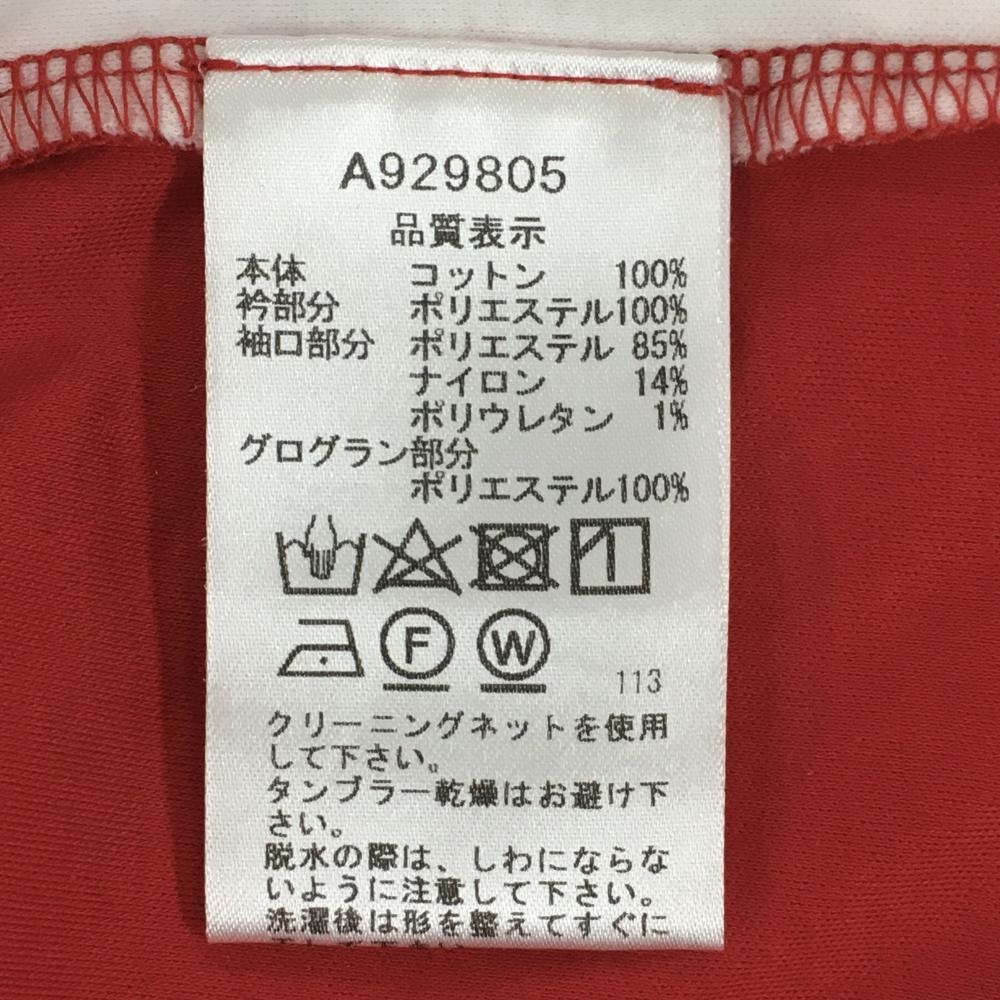 A929805
品質表示
本体 コットン 100%
衿部分 ポリエステル100%
袖口部分 ポリエステル 85%
ナイロン 14%
ポリウレタン 1%
グログラン部分
ポリエステル100%
F W 113
クリーニングネットを使用
して下さい。
タンブラー乾燥はお避け下
さい。
脱水の際は、しわにならな
いように注意して下さい。
洗濯後は形を整えてすぐに